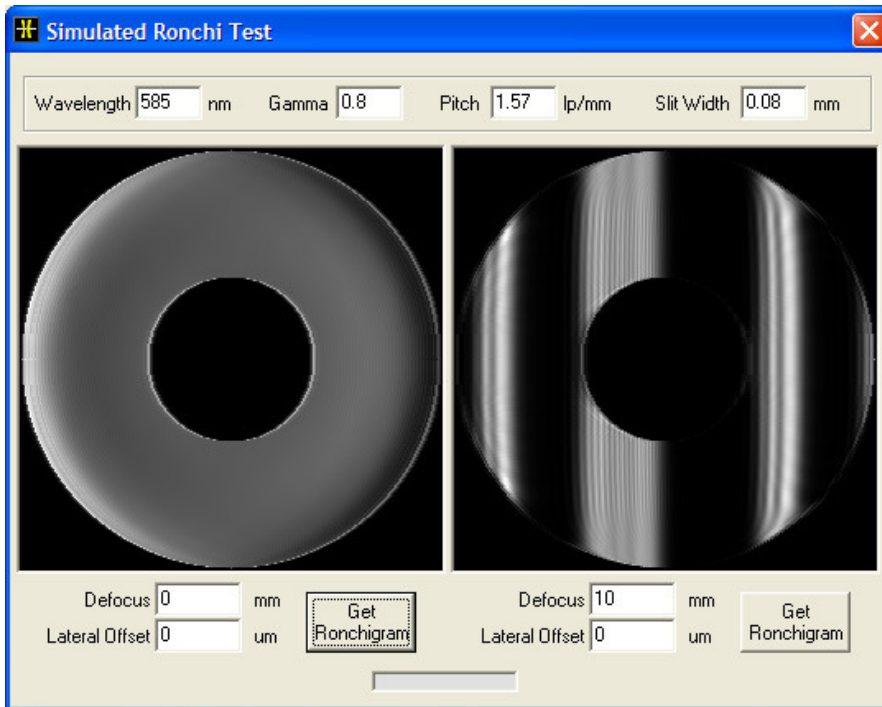 Simulated Ronchi Test
Wavelength 585 nm Gamma 0.8 Pitch 1.57 lp/mm Slit Width 0.08 mm
Defocus 0 mm Defocus 10 mm
Lateral Offset 0 um Lateral Offset 0 um
Get Ronchigram Get Ronchigram